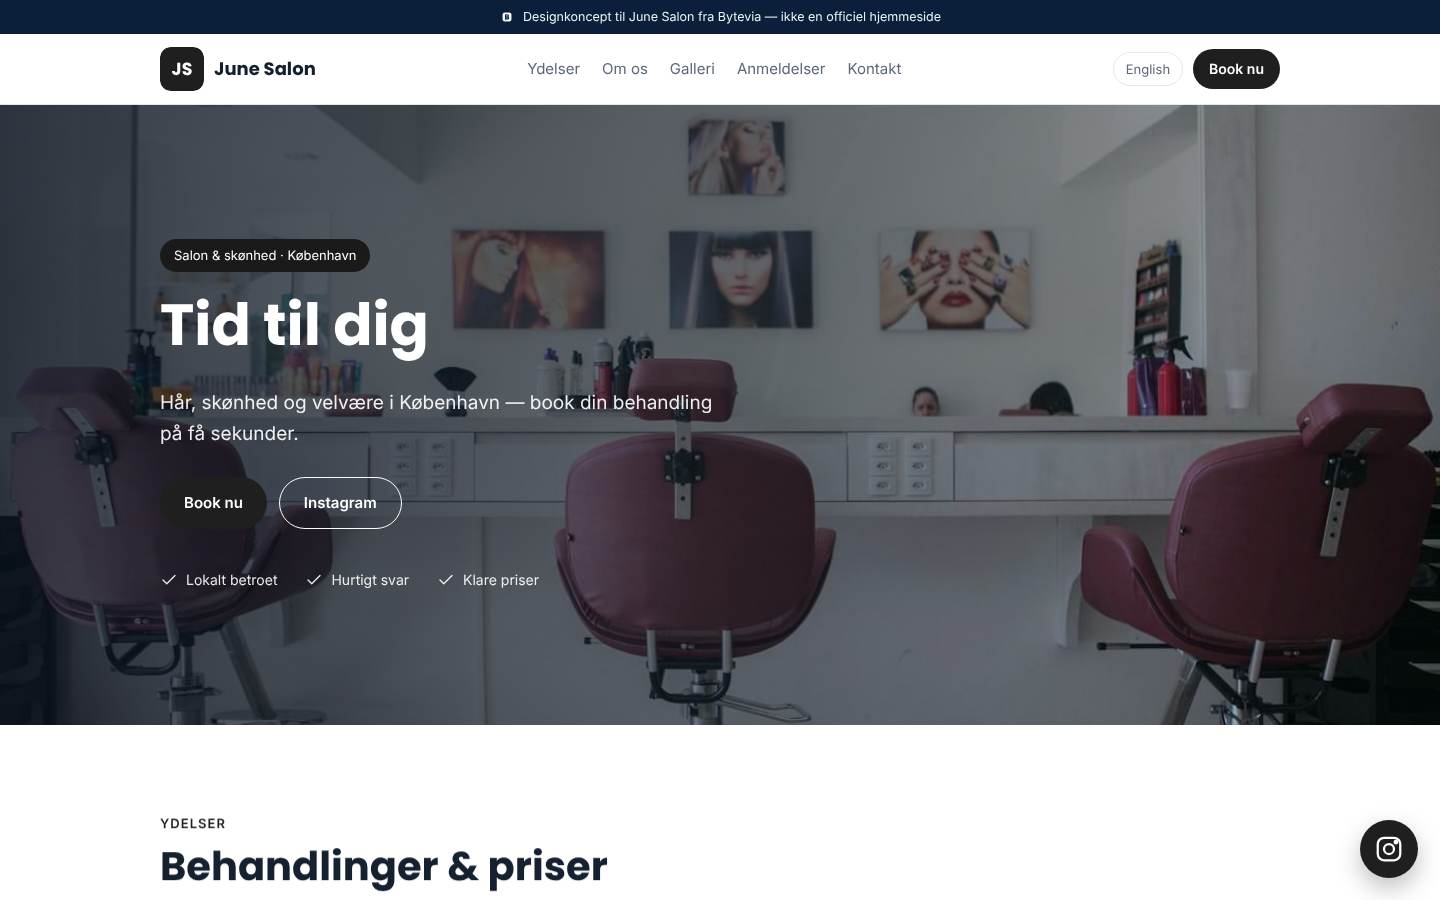 Designkoncept til June Salon fra Bytevia — ikke en officiel hjemmeside
JS June Salon
Ydelser Om os Galleri Anmeldelser Kontakt
English Book nu
Salon & skønhed · København
Tid til dig
Hår, skønhed og velvære i København — book din behandling
på få sekunder.
Book nu Instagram
Lokalt betroet Hurtigt svar Klare priser
YDELSER
Behandlinger & priser